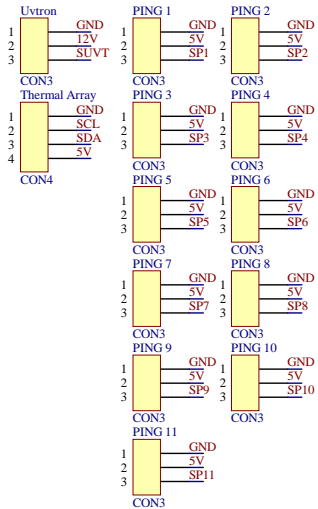 Uvtron
1 GND
2 12V
3 SUVT
CON3
Thermal Array
1 GND
2 SCL
3 SDA
4 5V
CON4
PING 1
1 GND
2 5V
3 SP1
CON3
PING 2
1 GND
2 5V
3 SP2
CON3
PING 3
1 GND
2 5V
3 SP3
CON3
PING 4
1 GND
2 5V
3 SP4
CON3
PING 5
1 GND
2 5V
3 SP5
CON3
PING 6
1 GND
2 5V
3 SP6
CON3
PING 7
1 GND
2 5V
3 SP7
CON3
PING 8
1 GND
2 5V
3 SP8
CON3
PING 9
1 GND
2 5V
3 SP9
CON3
PING 10
1 GND
2 5V
3 SP10
CON3
PING 11
1 GND
2 5V
3 SP11
CON3